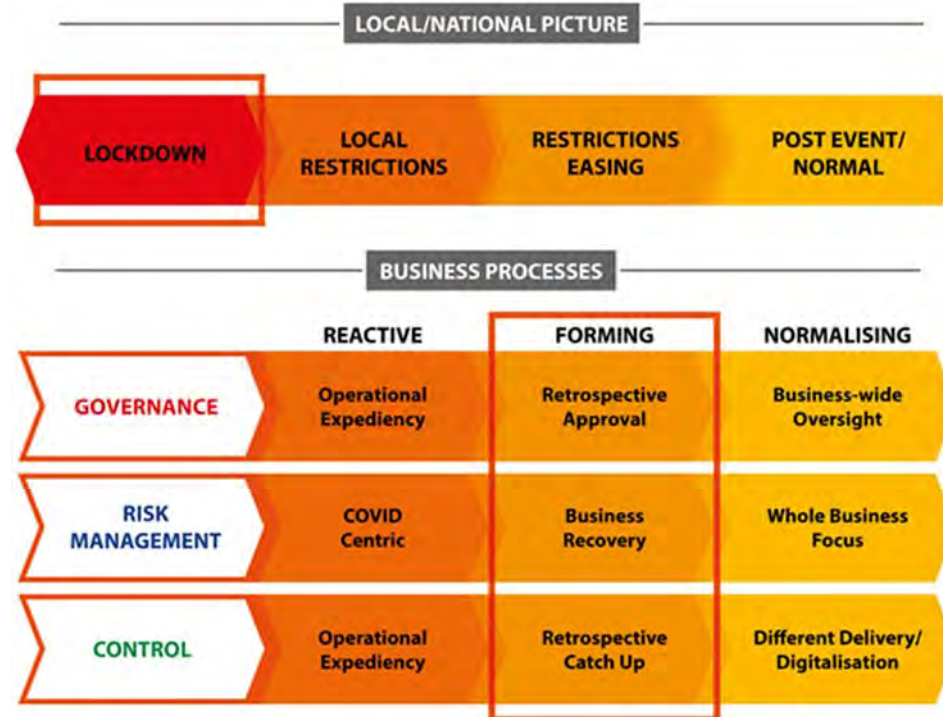 LOCAL/NATIONAL PICTURE
LOCKDOWN
LOCAL
RESTRICTIONS
RESTRICTIONS
EASING
POST EVENT/
NORMAL
BUSINESS PROCESSES
REACTIVE
FORMING
NORMALISING
GOVERNANCE
Operational
Expediency
Retrospective
Approval
Business-wide
Oversight
RISK
MANAGEMENT
COVID
Centric
Business
Recovery
Whole Business
Focus
CONTROL
Operational
Expediency
Retrospective
Catch Up
Different Delivery/
Digitalisation